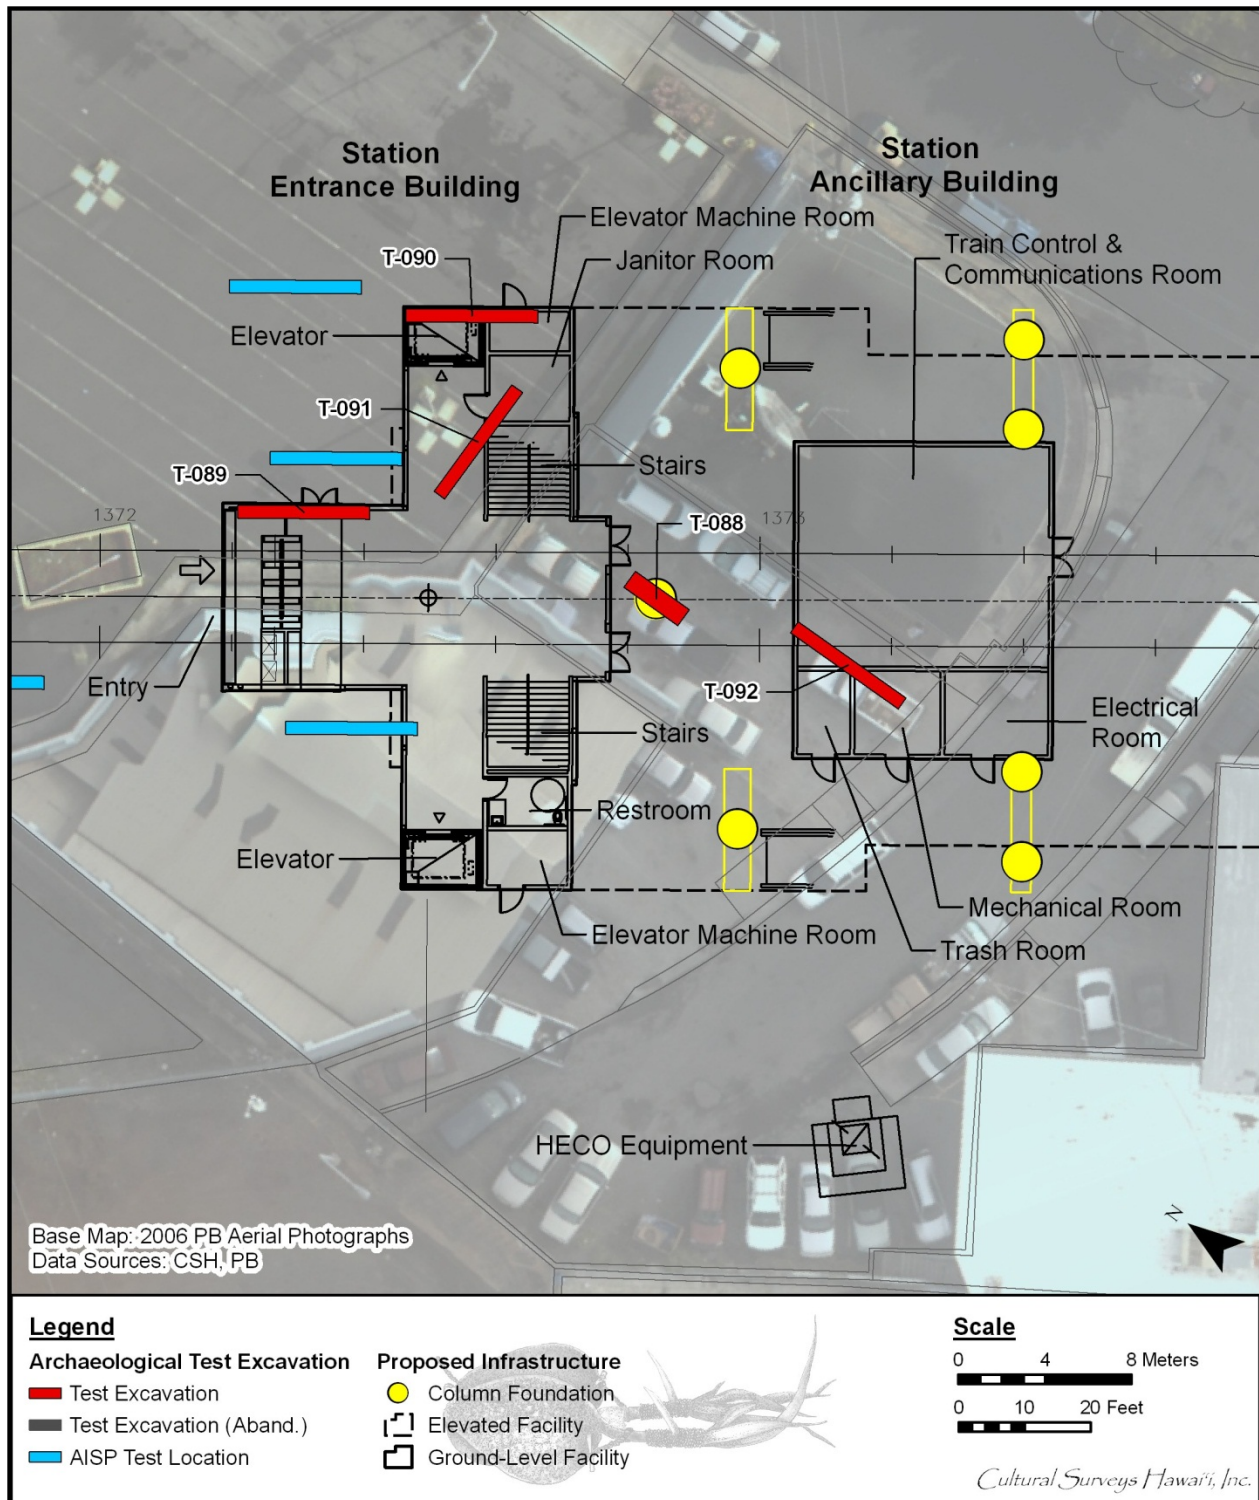 Station
Entrance Building
Station
Ancillary Building
Elevator Machine Room
T-090
Janitor Room
Train Control &
Communications Room
Elevator
T-091
T-089
Stairs
1372
T-088
1373
Entry
T-092
Stairs
Electrical
Room
Restroom
Elevator
Mechanical Room
Elevator Machine Room
Trash Room
HECO Equipment
N
Base Map: 2006 PB Aerial Photographs
Data Sources: CSH, PB
Legend
Archaeological Test Excavation
Test Excavation
Test Excavation (Aband.)
AISP Test Location
Proposed Infrastructure
Column Foundation
Elevated Facility
Ground-Level Facility
Scale
0 4 8 Meters
0 10 20 Feet
Cultural Surveys Hawai‘i, Inc.